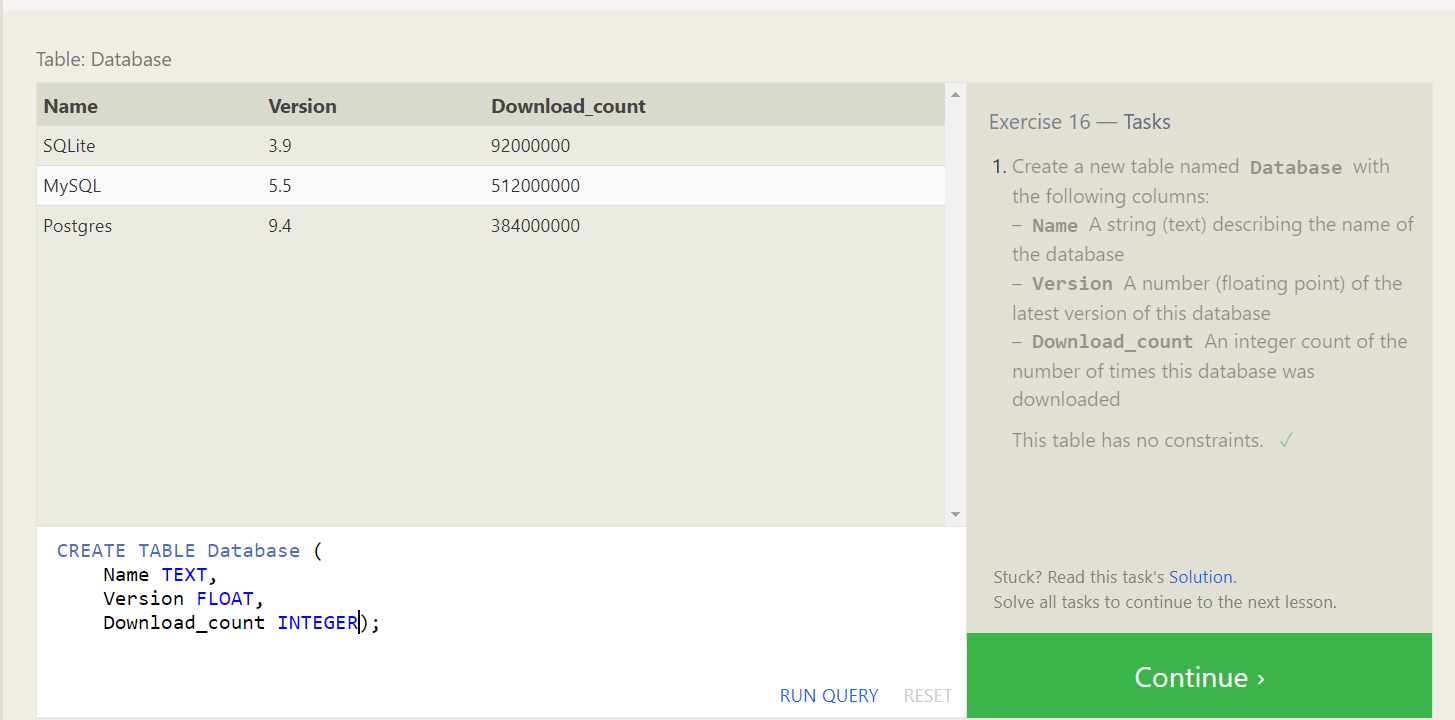 Table: Database
Name Version Download_count
SQLite 3.9 92000000
MySQL 5.5 512000000
Postgres 9.4 384000000
CREATE TABLE Database (
    Name TEXT,
    Version FLOAT,
    Download_count INTEGER);
RUN QUERY RESET
Exercise 16 — Tasks
1. Create a new table named Database with
the following columns:
– Name A string (text) describing the name of
the database
– Version A number (floating point) of the
latest version of this database
– Download_count An integer count of the
number of times this database was
downloaded
This table has no constraints. ✓
Stuck? Read this task's Solution.
Solve all tasks to continue to the next lesson.
Continue ›